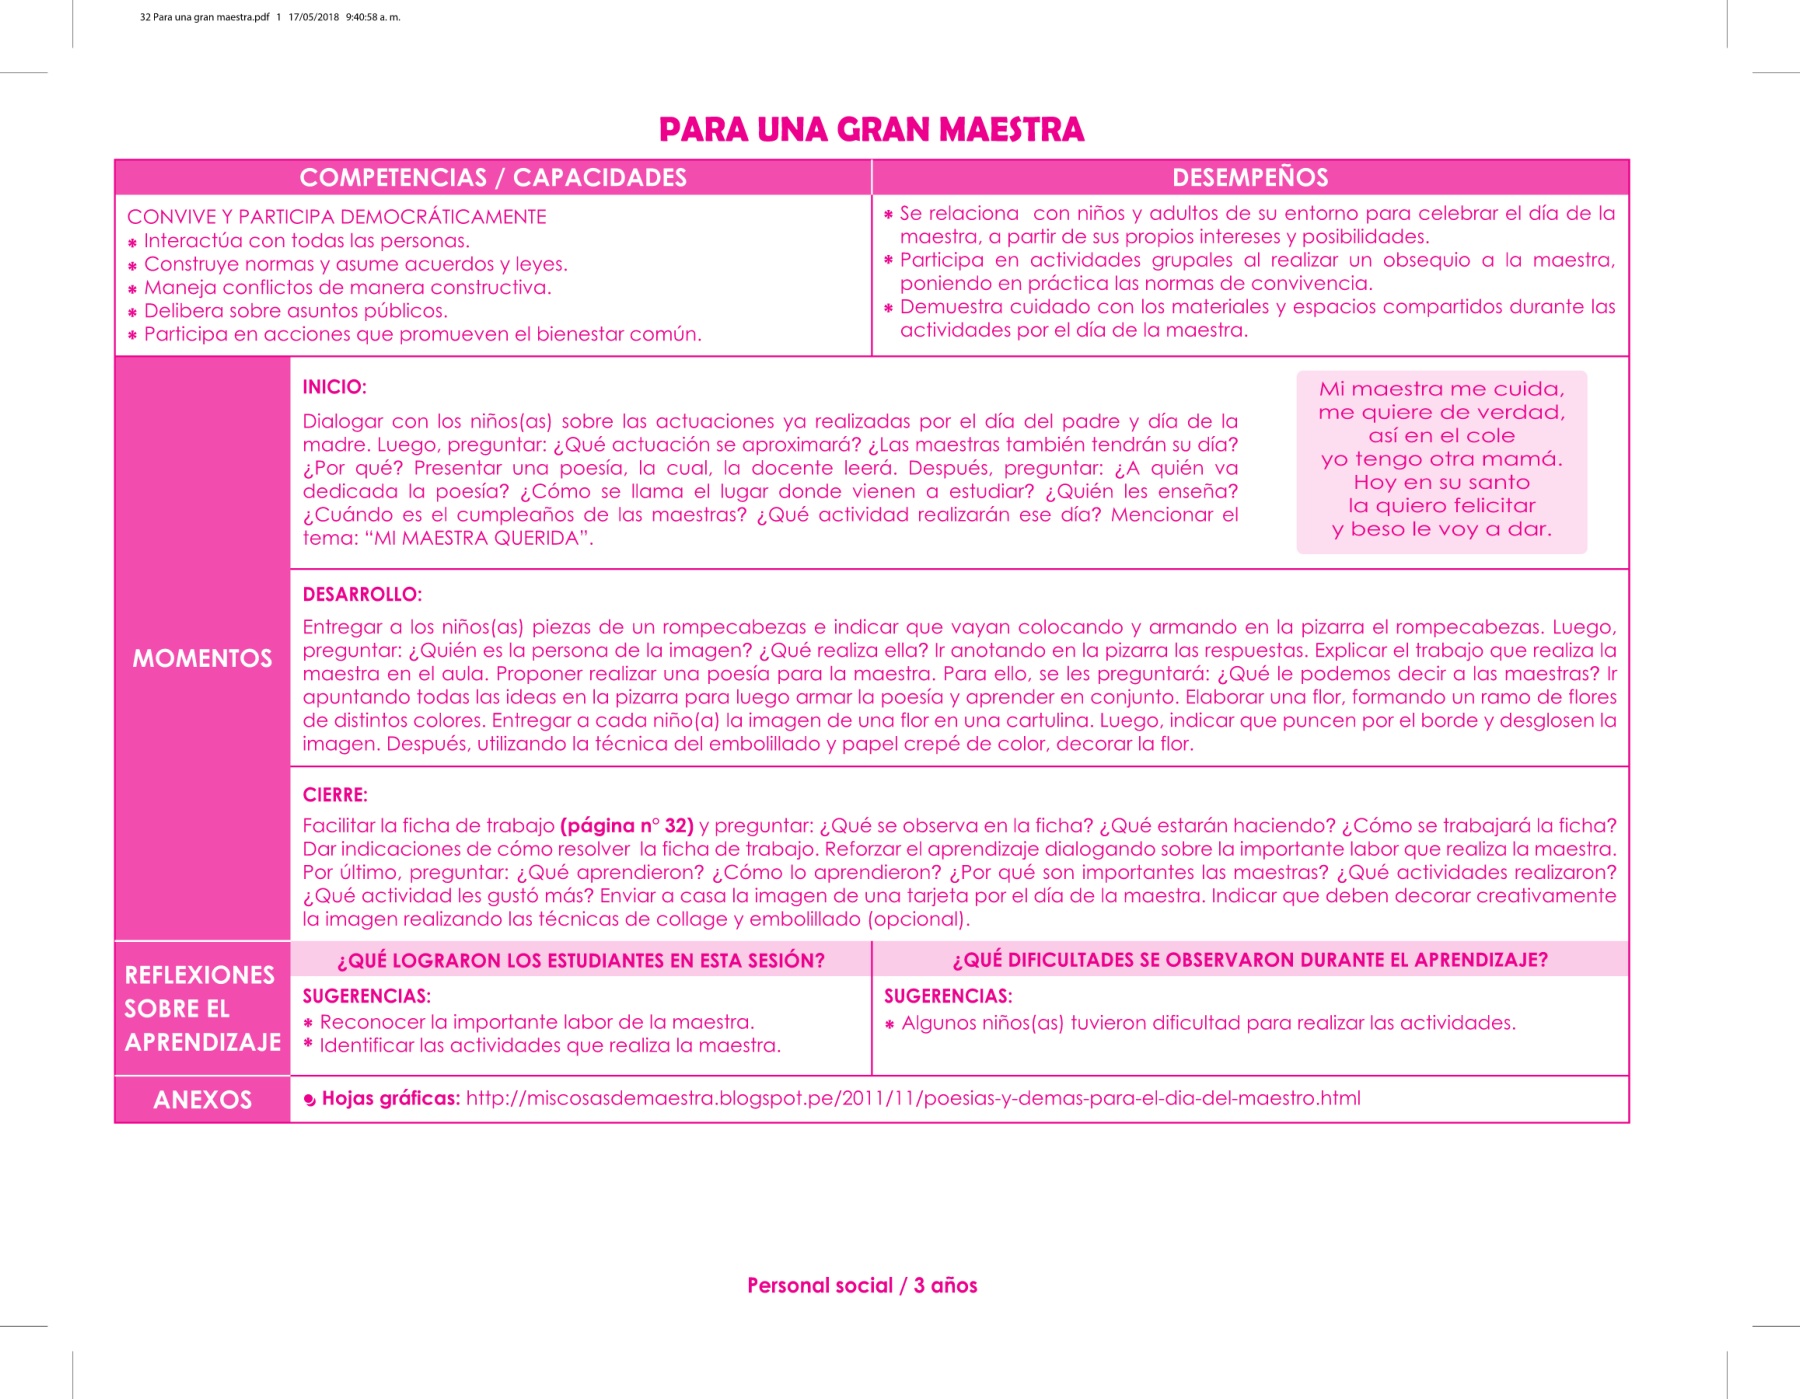 32 Para una gran maestra.pdf 1 17/05/2018 9:40:58 a. m.
PARA UNA GRAN MAESTRA
COMPETENCIAS / CAPACIDADES
DESEMPEÑOS
CONVIVE Y PARTICIPA DEMOCRÁTICAMENTE
* Interactúa con todas las personas.
* Construye normas y asume acuerdos y leyes.
* Maneja conflictos de manera constructiva.
* Delibera sobre asuntos públicos.
* Participa en acciones que promueven el bienestar común.
* Se relaciona con niños y adultos de su entorno para celebrar el día de la
maestra, a partir de sus propios intereses y posibilidades.
* Participa en actividades grupales al realizar un obsequio a la maestra,
poniendo en práctica las normas de convivencia.
* Demuestra cuidado con los materiales y espacios compartidos durante las
actividades por el día de la maestra.
MOMENTOS
INICIO:
Dialogar con los niños(as) sobre las actuaciones ya realizadas por el día del padre y día de la
madre. Luego, preguntar: ¿Qué actuación se aproximará? ¿Las maestras también tendrán su día?
¿Por qué? Presentar una poesía, la cual, la docente leerá. Después, preguntar: ¿A quién va
dedicada la poesía? ¿Cómo se llama el lugar donde vienen a estudiar? ¿Quién les enseña?
¿Cuándo es el cumpleaños de las maestras? ¿Qué actividad realizarán ese día? Mencionar el
tema: “MI MAESTRA QUERIDA”.
Mi maestra me cuida,
me quiere de verdad,
así en el cole
yo tengo otra mamá.
Hoy en su santo
la quiero felicitar
y beso le voy a dar.
DESARROLLO:
Entregar a los niños(as) piezas de un rompecabezas e indicar que vayan colocando y armando en la pizarra el rompecabezas. Luego,
preguntar: ¿Quién es la persona de la imagen? ¿Qué realiza ella? Ir anotando en la pizarra las respuestas. Explicar el trabajo que realiza la
maestra en el aula. Proponer realizar una poesía para la maestra. Para ello, se les preguntará: ¿Qué le podemos decir a las maestras? Ir
apuntando todas las ideas en la pizarra para luego armar la poesía y aprender en conjunto. Elaborar una flor, formando un ramo de flores
de distintos colores. Entregar a cada niño(a) la imagen de una flor en una cartulina. Luego, indicar que puncen por el borde y desglosen la
imagen. Después, utilizando la técnica del embolillado y papel crepé de color, decorar la flor.
CIERRE:
Facilitar la ficha de trabajo (página n° 32) y preguntar: ¿Qué se observa en la ficha? ¿Qué estarán haciendo? ¿Cómo se trabajará la ficha?
Dar indicaciones de cómo resolver la ficha de trabajo. Reforzar el aprendizaje dialogando sobre la importante labor que realiza la maestra.
Por último, preguntar: ¿Qué aprendieron? ¿Cómo lo aprendieron? ¿Por qué son importantes las maestras? ¿Qué actividades realizaron?
¿Qué actividad les gustó más? Enviar a casa la imagen de una tarjeta por el día de la maestra. Indicar que deben decorar creativamente
la imagen realizando las técnicas de collage y embolillado (opcional).
REFLEXIONES
SOBRE EL
APRENDIZAJE
¿QUÉ LOGRARON LOS ESTUDIANTES EN ESTA SESIÓN?
SUGERENCIAS:
* Reconocer la importante labor de la maestra.
* Identificar las actividades que realiza la maestra.
¿QUÉ DIFICULTADES SE OBSERVARON DURANTE EL APRENDIZAJE?
SUGERENCIAS:
* Algunos niños(as) tuvieron dificultad para realizar las actividades.
ANEXOS
Hojas gráficas: http://miscosasdemaestra.blogspot.pe/2011/11/poesias-y-demas-para-el-dia-del-maestro.html
Personal social / 3 años